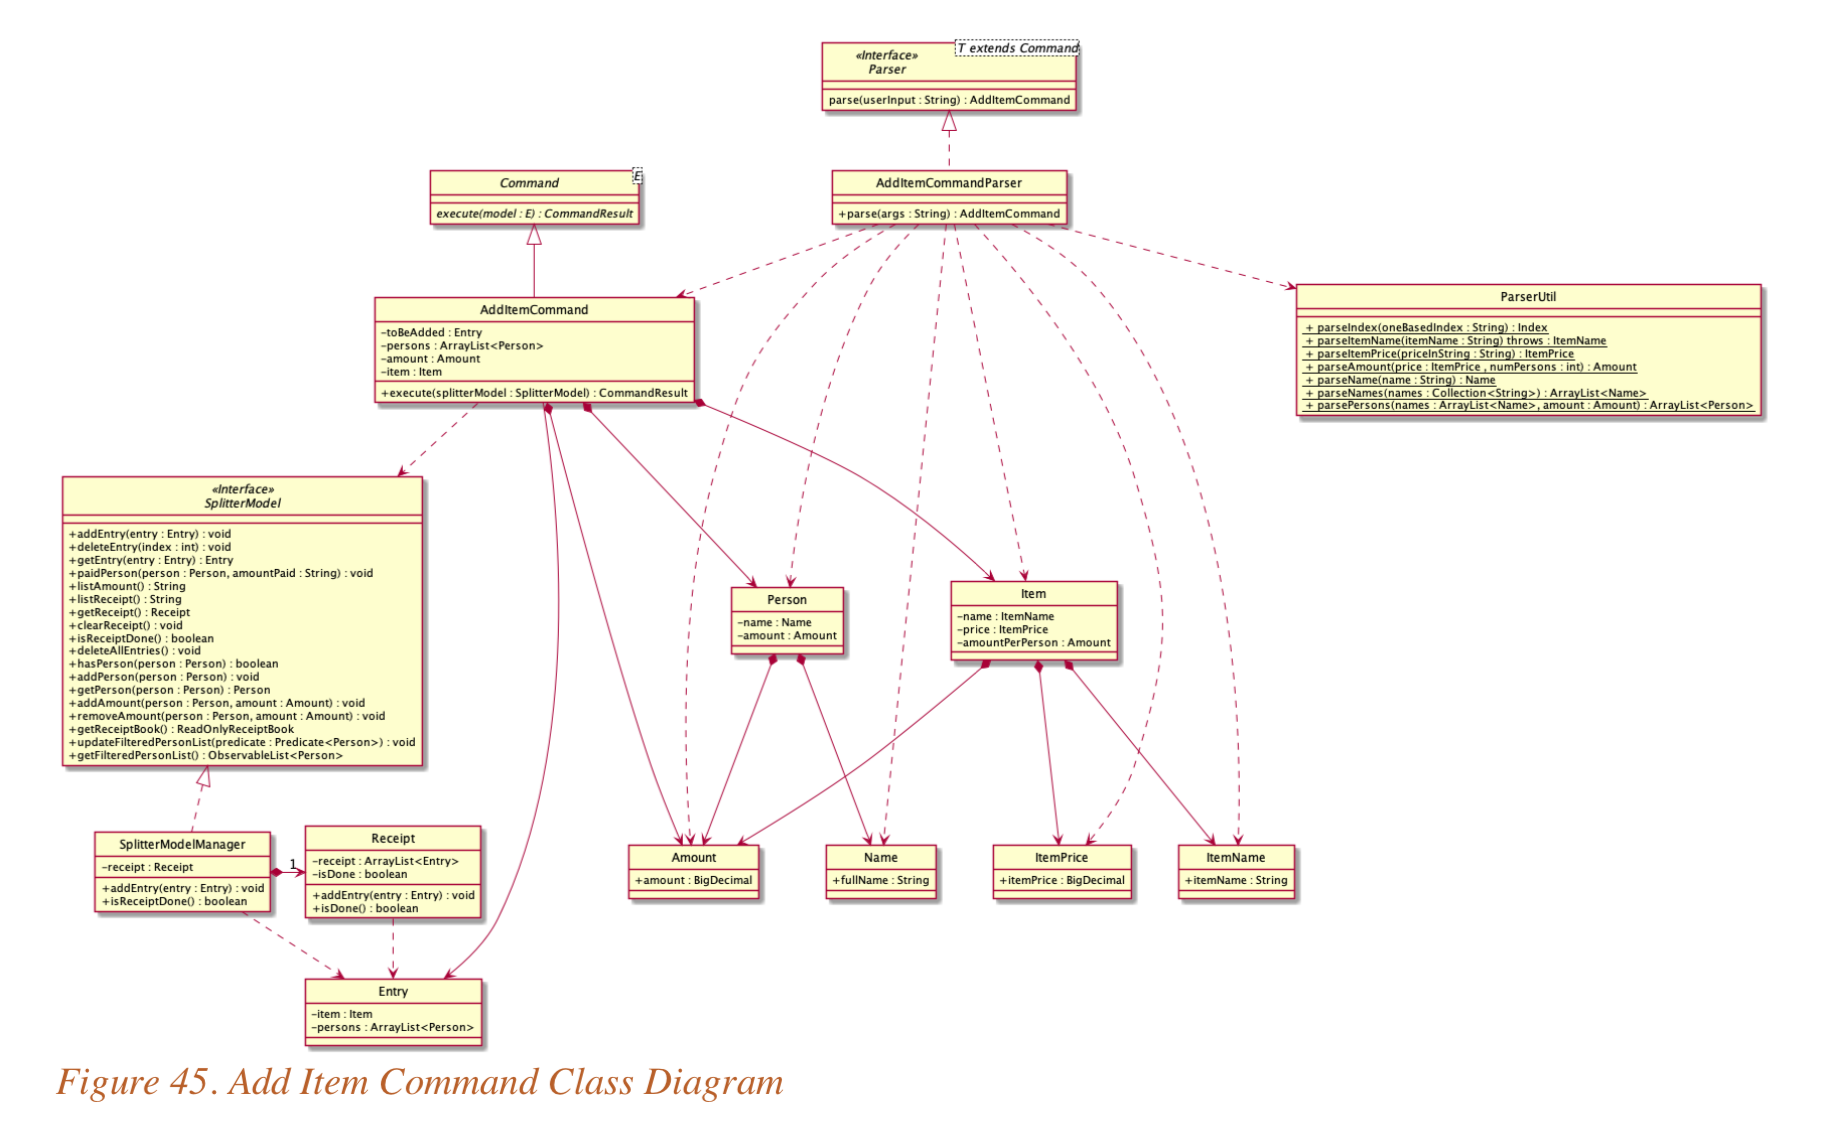 T extends Command
«Interface»
Parser
parse(userInput : String) : AddItemCommand
E
Command
execute(model : E) : CommandResult
AddItemCommandParser
+parse(args : String) : AddItemCommand
AddItemCommand
-toBeAdded : Entry
-persons : ArrayList<Person>
-amount : Amount
-item : Item
+execute(splitterModel : SplitterModel) : CommandResult
ParserUtil
+ parseIndex(oneBasedIndex : String) : Index
+ parseItemName(itemName : String) throws : ItemName
+ parseItemPrice(priceInString : String) : ItemPrice
+ parseAmount(price : ItemPrice , numPersons : int) : Amount
+ parseName(name : String) : Name
+ parseNames(names : Collection<String>) : ArrayList<Name>
+ parsePersons(names : ArrayList<Name>, amount : Amount) : ArrayList<Person>
«Interface»
SplitterModel
+addEntry(entry : Entry) : void
+deleteEntry(index : int) : void
+getEntry(entry : Entry) : Entry
+paidPerson(person : Person, amountPaid : String) : void
+listAmount() : String
+listReceipt() : String
+getReceipt() : Receipt
+clearReceipt() : void
+isReceiptDone() : boolean
+deleteAllEntries() : void
+hasPerson(person : Person) : boolean
+addPerson(person : Person) : void
+getPerson(person : Person) : Person
+addAmount(person : Person, amount : Amount) : void
+removeAmount(person : Person, amount : Amount) : void
+getReceiptBook() : ReadOnlyReceiptBook
+updateFilteredPersonList(predicate : Predicate<Person>) : void
+getFilteredPersonList() : ObservableList<Person>
Person
-name : Name
-amount : Amount
Item
-name : ItemName
-price : ItemPrice
-amountPerPerson : Amount
SplitterModelManager
-receipt : Receipt
+addEntry(entry : Entry) : void
+isReceiptDone() : boolean
1
Receipt
-receipt : ArrayList<Entry>
-isDone : boolean
+addEntry(entry : Entry) : void
+isDone() : boolean
Amount
+amount : BigDecimal
Name
+fullName : String
ItemPrice
+itemPrice : BigDecimal
ItemName
+itemName : String
Entry
-item : Item
-persons : ArrayList<Person>
Figure 45. Add Item Command Class Diagram